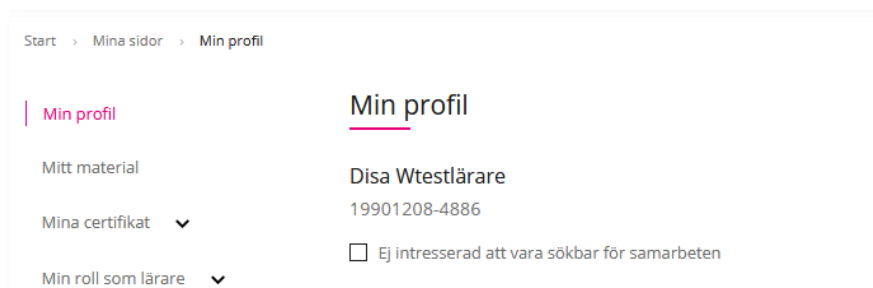 Start › Mina sidor › Min profil
Min profil
Mitt material
Mina certifikat
Min roll som lärare
Min profil
Disa Wtestlärare
19901208-4886
Ej intresserad att vara sökbar för samarbeten